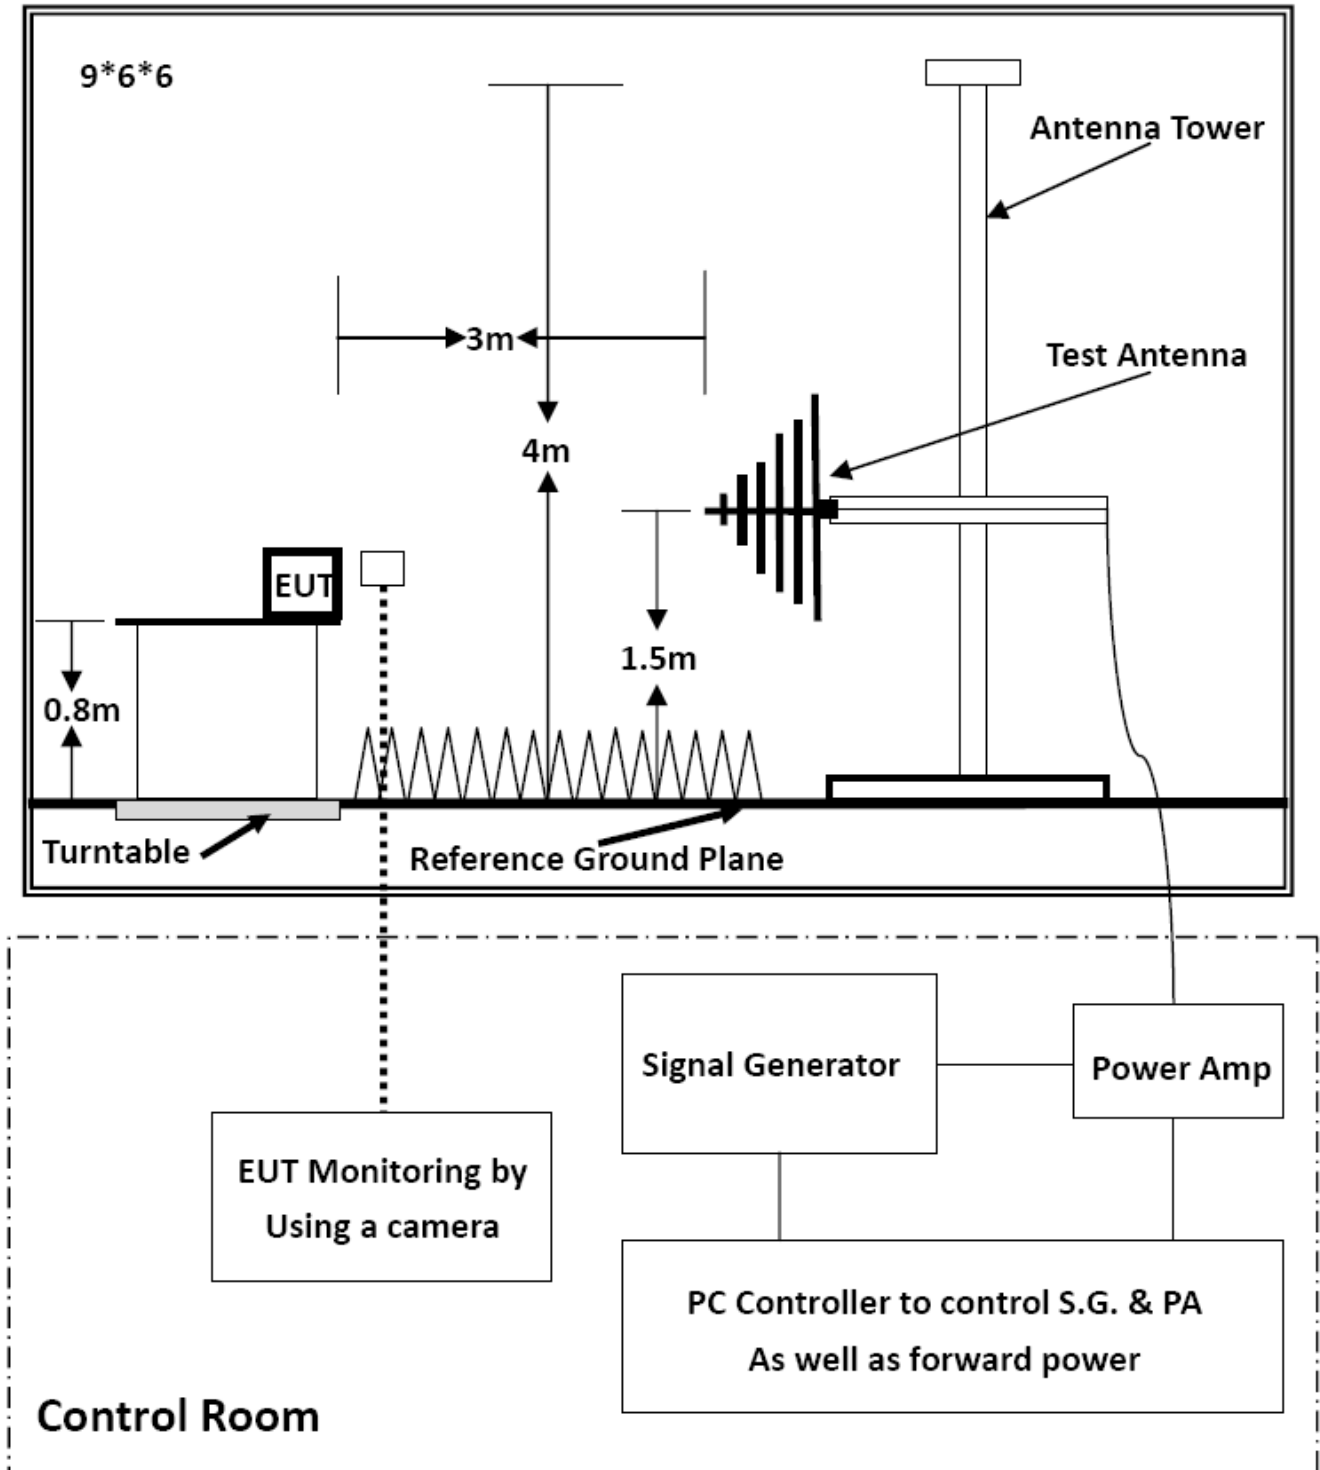 9*6*6
Antenna Tower
3m
Test Antenna
4m
EUT
1.5m
0.8m
Turntable
Reference Ground Plane
Signal Generator
Power Amp
EUT Monitoring by
Using a camera
PC Controller to control S.G. & PA
As well as forward power
Control Room